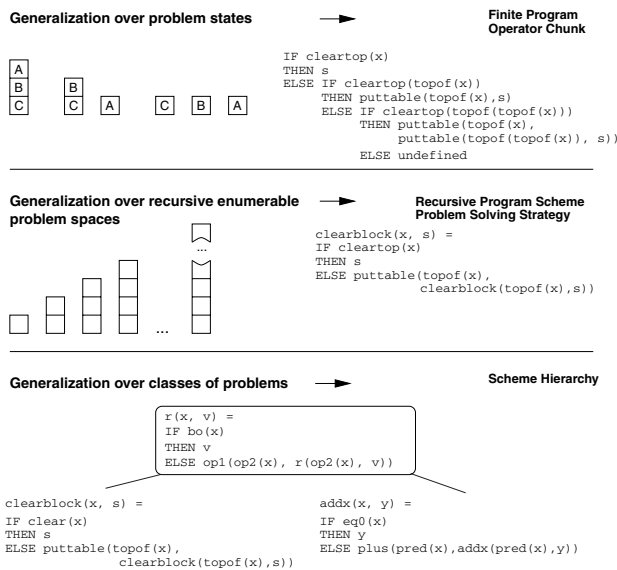 Generalization over problem states
Finite Program
Operator Chunk
A
B
C
B
C
A
C
B
A
IF cleartop(x)
THEN s
ELSE IF cleartop(topof(x))
THEN puttable(topof(x),s)
ELSE IF cleartop(topof(topof(x)))
THEN puttable(topof(x),
puttable(topof(topof(x)), s))
ELSE undefined
Generalization over recursive enumerable
problem spaces
Recursive Program Scheme
Problem Solving Strategy
...
...
clearblock(x, s) =
IF cleartop(x)
THEN s
ELSE puttable(topof(x),
clearblock(topof(x),s))
Generalization over classes of problems
Scheme Hierarchy
r(x, v) =
IF bo(x)
THEN v
ELSE op1(op2(x), r(op2(x), v))
clearblock(x, s) =
IF clear(x)
THEN s
ELSE puttable(topof(x),
clearblock(topof(x),s))
addx(x, y) =
IF eq0(x)
THEN y
ELSE plus(pred(x),addx(pred(x),y))